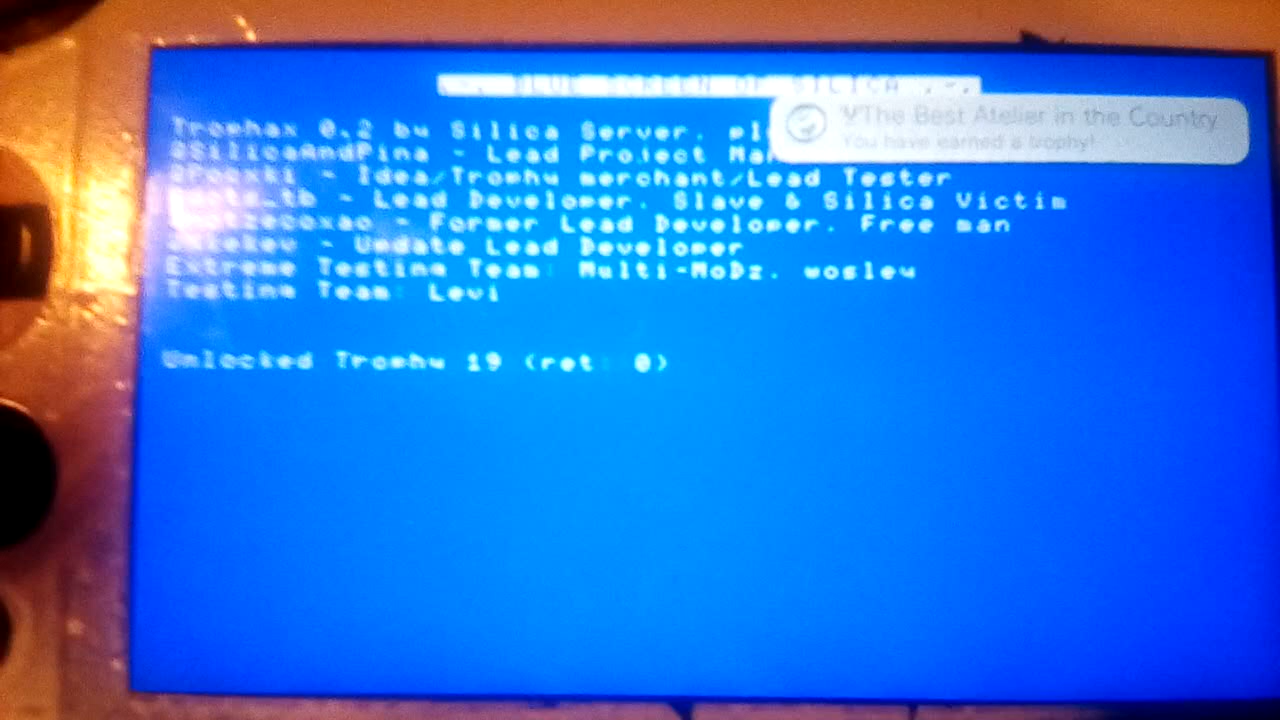 .~. BLUE SCREEN OF SILICA .~.
Trophax 0.2 by Silica Server.
@SilicaAndPina - Lead Project
The Best Atelier in the Country
You have earned a trophy!
- Idea/Trophy merchant/Lead Tester
- Lead Developer. Slave & Silica Victim
- Former Lead Developer. Free man
- Update Lead Developer
Extreme Testing Team: Multi-MoDz. wosley
Testing Team: Levi
Unlocked Trophy 19 (ret: 0)